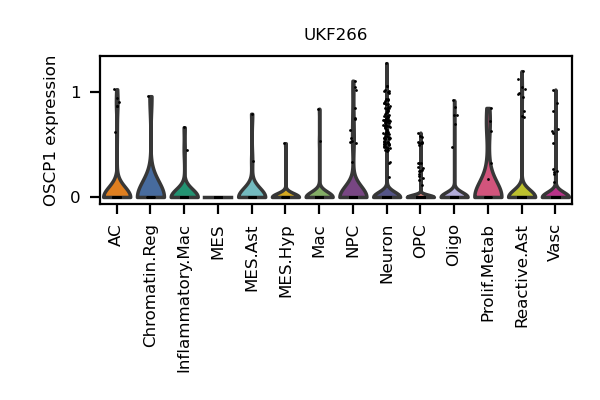 UKF266
OSCP1 expression
1
0
AC
Chromatin.Reg
Inflammatory.Mac
MES
MES.Ast
MES.Hyp
Mac
NPC
Neuron
OPC
Oligo
Prolif.Metab
Reactive.Ast
Vasc